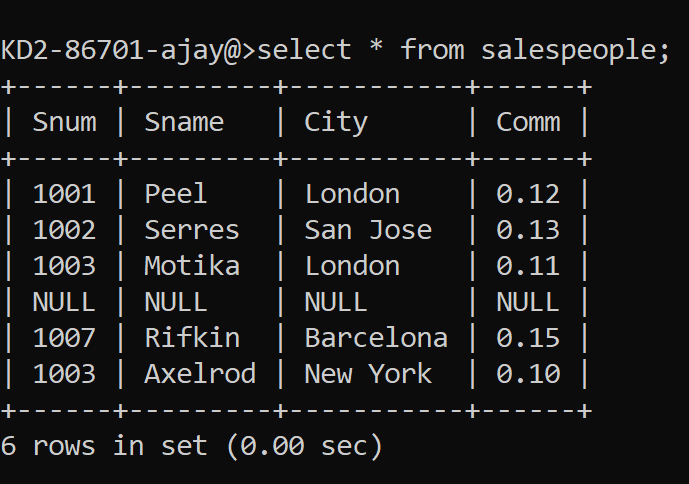 KD2-86701-ajay@>select * from salespeople;
+------+---------+-----------+------+
| Snum | Sname   | City      | Comm |
+------+---------+-----------+------+
| 1001 | Peel    | London    | 0.12 |
| 1002 | Serres  | San Jose  | 0.13 |
| 1003 | Motika  | London    | 0.11 |
| NULL | NULL    | NULL      | NULL |
| 1007 | Rifkin  | Barcelona | 0.15 |
| 1003 | Axelrod | New York  | 0.10 |
+------+---------+-----------+------+
6 rows in set (0.00 sec)